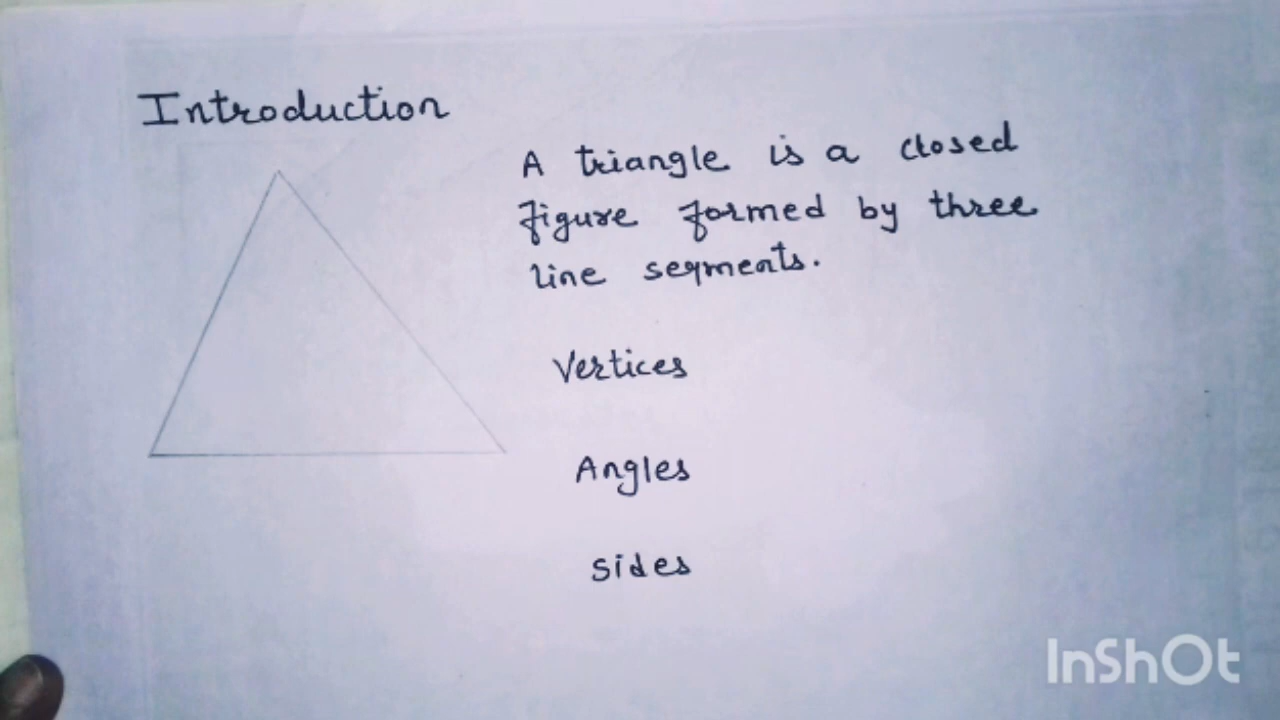 Introduction
A triangle is a closed
figure formed by three
line segments.
Vertices
Angles
Sides
InShOt